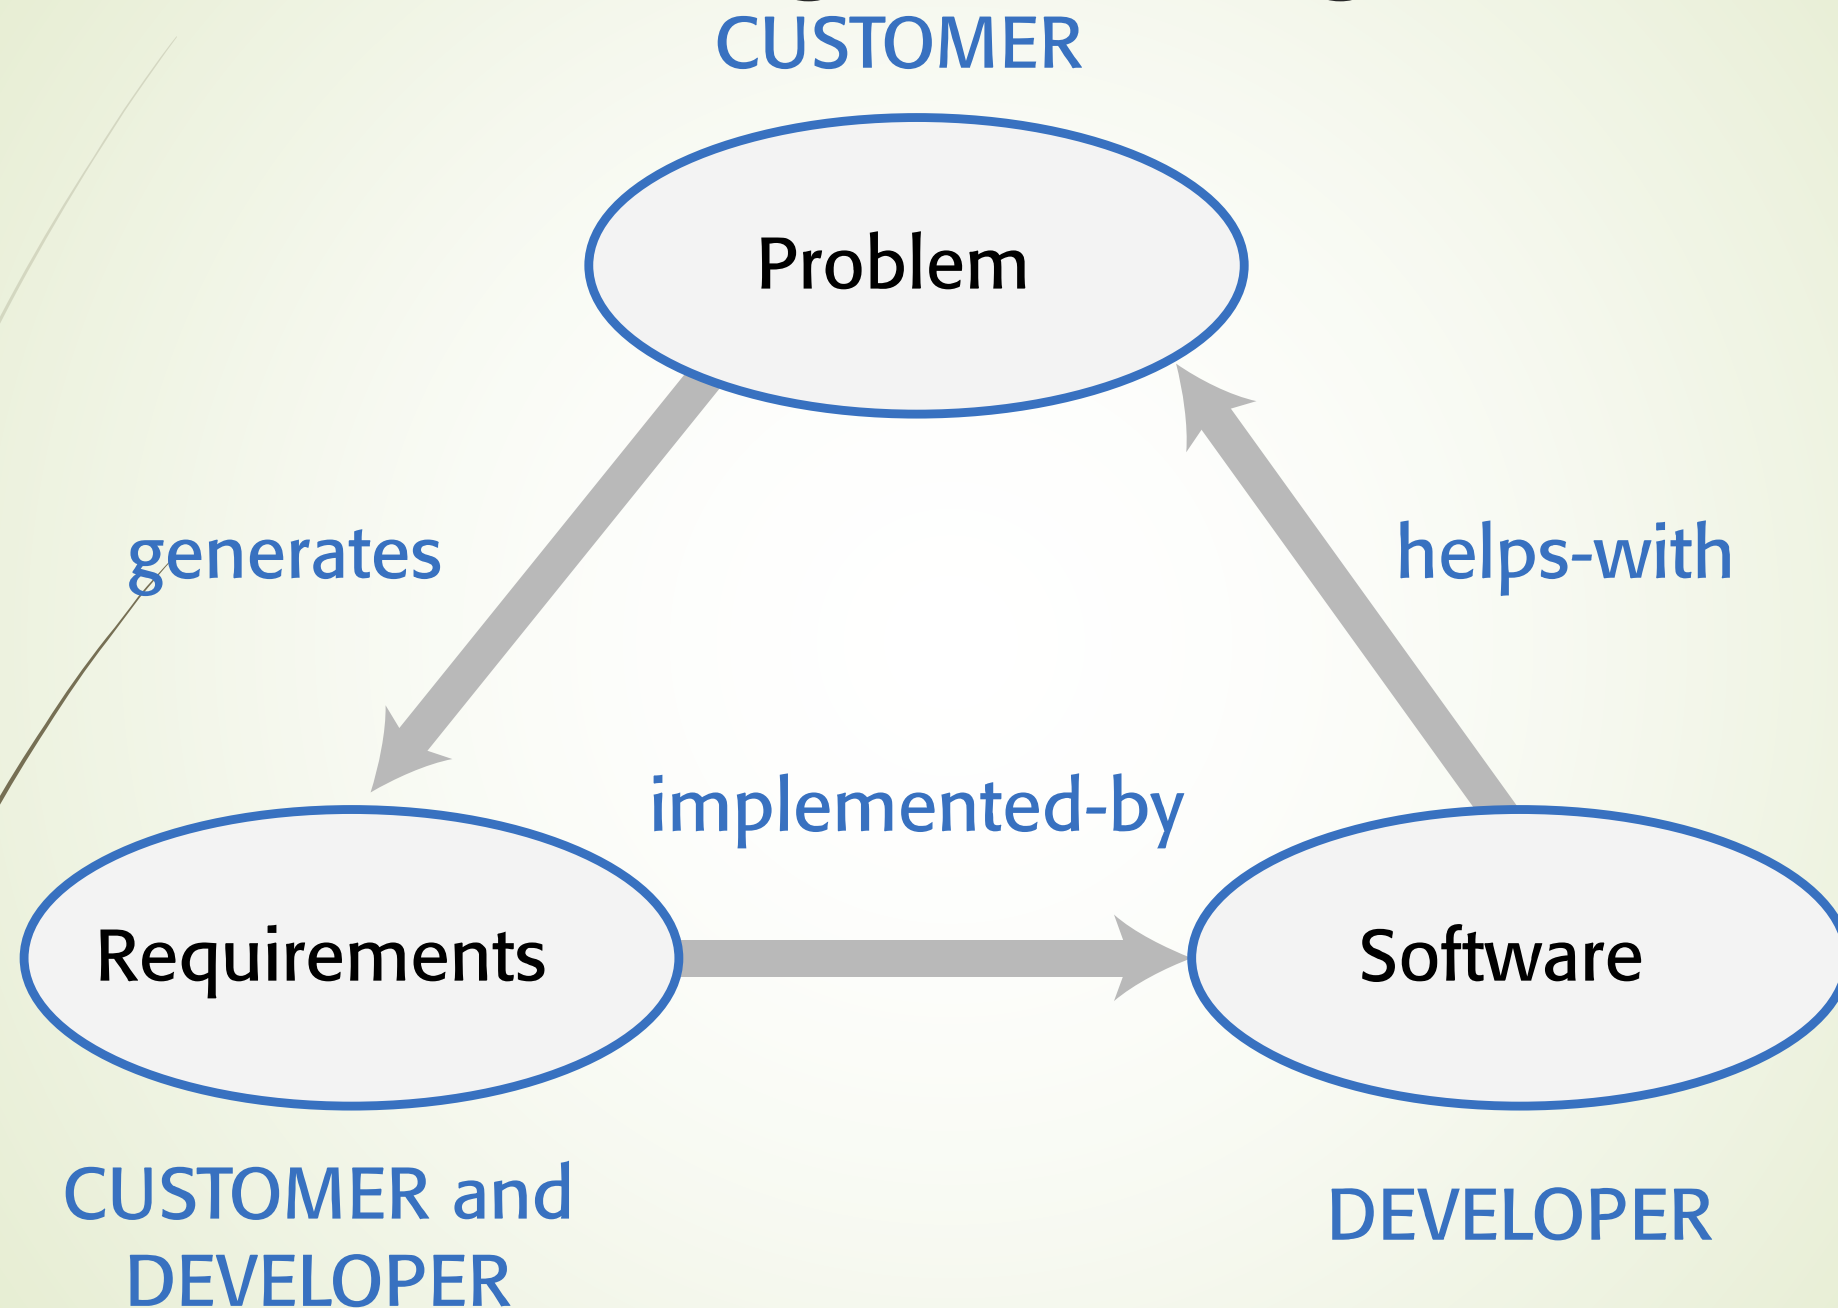 CUSTOMER
Problem
generates
helps-with
implemented-by
Requirements
Software
CUSTOMER and
DEVELOPER
DEVELOPER